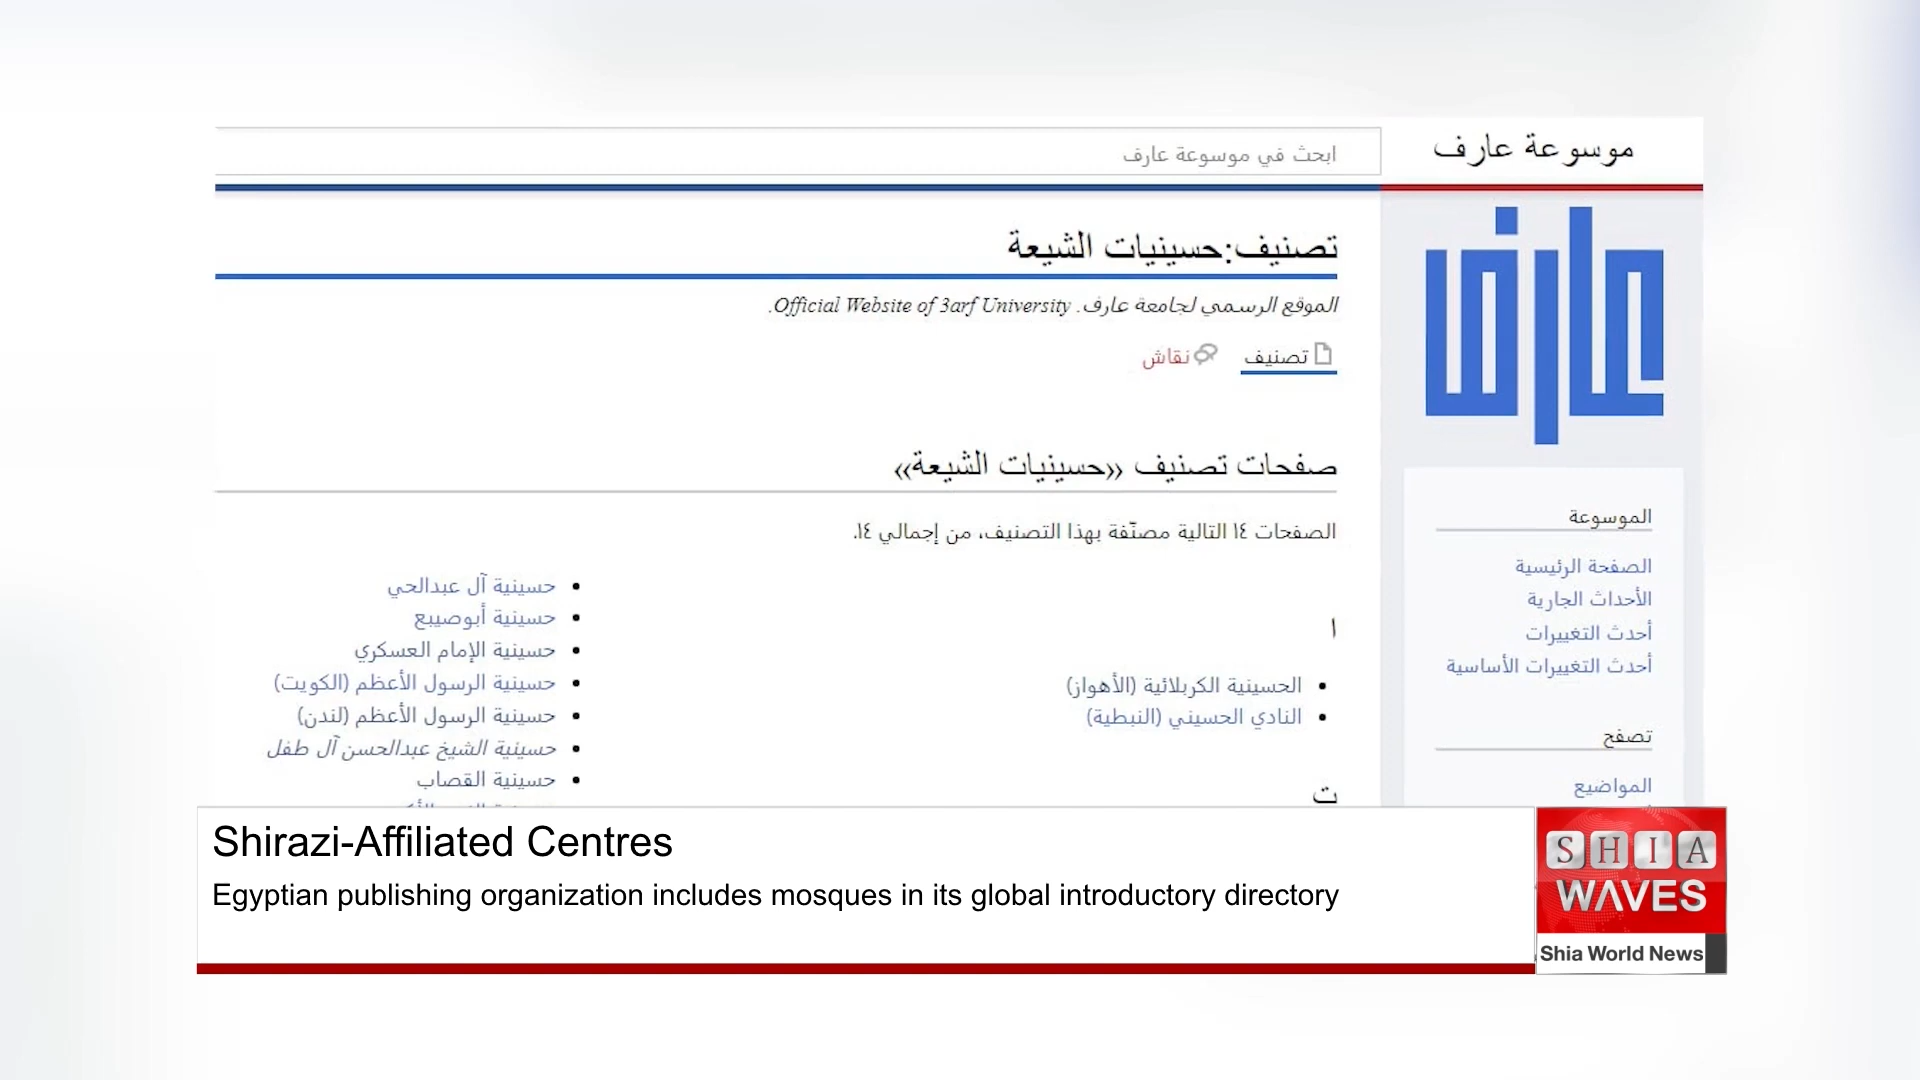 موسوعة عارف
ابحث في موسوعة عارف
عارف
تصنيف:حسينيات الشيعة
الموقع الرسمي لجامعة عارف. Official Website of 3arf University.
تصنيف
نقاش
صفحات تصنيف «حسينيات الشيعة»
الصفحات ١٤ التالية مصنّفة بهذا التصنيف، من إجمالي ١٤.
ا
الحسينية الكربلائية (الأهواز)
النادي الحسيني (النبطية)
ت
حسينية آل عبدالحي
حسينية أبوصيبع
حسينية الإمام العسكري
حسينية الرسول الأعظم (الكويت)
حسينية الرسول الأعظم (لندن)
حسينية الشيخ عبدالحسن آل طفل
حسينية القصاب
الموسوعة
الصفحة الرئيسية
الأحداث الجارية
أحدث التغييرات
أحدث التغييرات الأساسية
تصفح
المواضيع
Shirazi-Affiliated Centres
Egyptian publishing organization includes mosques in its global introductory directory
SHIA
WAVES
Shia World News